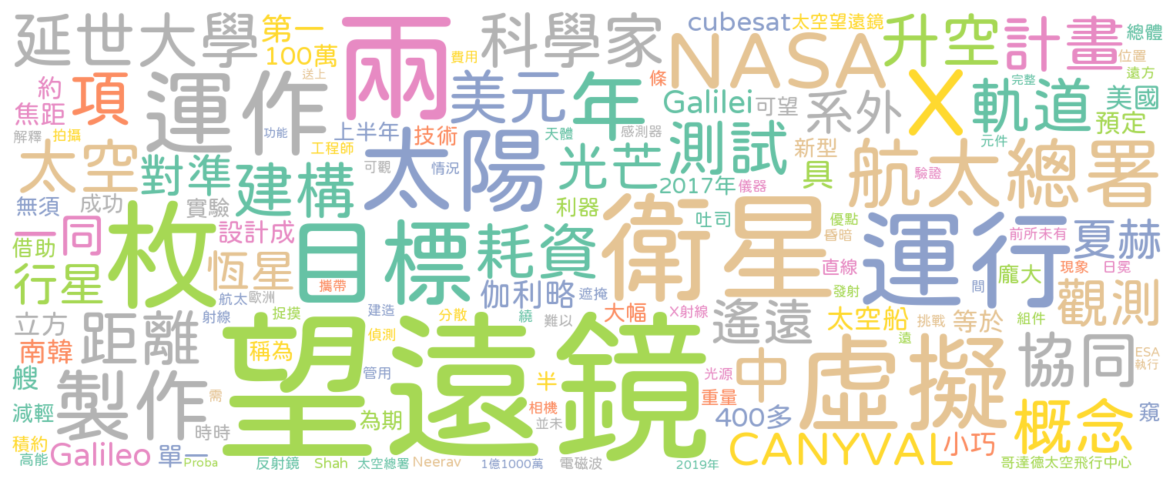 延世大學
第一
100萬
兩
費用
科學家
cubesat
太空望遠鏡
NASA
升空
計畫
總體
位置
遠方
約
焦距
項
運作
送上
美元
年
條
Galilei
可望
系外
X
軌道
完整
美國
預定
解釋
拍攝
功能
工程師
上半年
技術
天體
感測器
測試
新型
元件
太空
對準
建構
可觀
太陽
情況
光芒
2017年
儀器
具
航太總署
驗證
無須
成功
實驗
利器
吐司
優點
昏暗
前所未有
夏赫
借助
一同
設計成
枚
目標
耗資
衛星
直線
運行
龐大
現象
日冕
行星
恆星
攜帶
航太
歐洲
伽利略
遮掩
發射
間
觀測
射線
捉摸
建造
分散
繞
難以
大幅
X射線
遙遠
太空船
挑戰
等於
組件
立方
距離
南韓
稱為
偵測
望遠鏡
遠
中
虛擬
協同
ESA
執行
艘
製作
管用
半
光源
減輕
需
為期
相機
並未
重量
400多
概念
窺
積約
時時
高能
Galileo
單一
Proba
反射鏡
Shah
太空總署
Neerav
1億1000萬
電磁波
2019年
CANYVAL
小巧
哥達德太空飛行中心